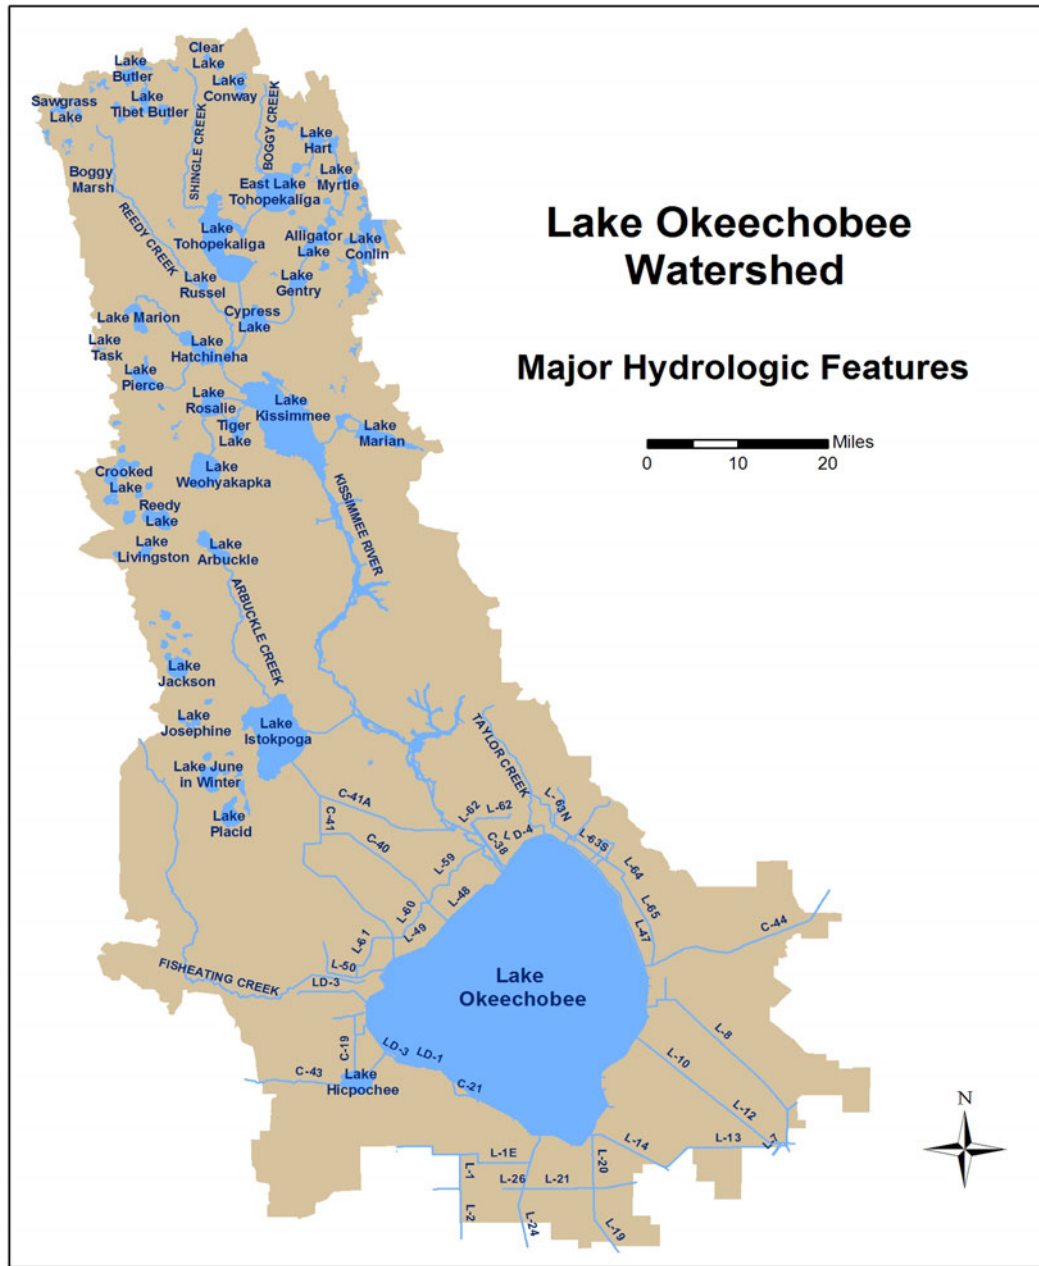 Clear
Lake
Lake
Butler
Lake
Conway
Sawgrass
Lake
Lake
Tibet Butler
SHINGLE CREEK
BOGGY CREEK
Lake
Hart
Boggy
Marsh
Lake
Myrtle
East Lake
Tohopekaliga
REEDY CREEK
Lake
Tohopekaliga
Alligator
Lake
Lake
Conlin
Lake Okeechobee
Watershed
Lake
Russel
Lake
Gentry
Lake Marion
Cypress
Lake
Lake
Task
Lake
Hatchineha
Lake
Pierce
Major Hydrologic Features
Lake
Rosalie
Lake
Kissimmee
Tiger
Lake
Lake
Marian
Miles
0 10 20
Crooked
Lake
Lake
Weohyakapka
KISSIMMEE RIVER
Reedy
Lake
Lake
Livingston
Lake
Arbuckle
ARBUCKLE CREEK
Lake
Jackson
Lake
Josephine
Lake
Istokpoga
TAYLOR CREEK
Lake June
in Winter
Lake
Placid
C-41A
C-41
C-40
L-62
L-62
L-63N
C-38
L D-4
L-63S
L-59
L-64
L-48
L-60
L-65
L-49
L-47
C-44
L-61
L-50
FISHEATING CREEK
LD-3
Lake
Okeechobee
C-19
LD-3
LD-1
L-8
L-10
C-43
Lake
Hicpochee
C-21
L-12
N
L-14
L-13
L-7
L-1E
L-20
L-1
L-26
L-21
L-2
L-24
L-19